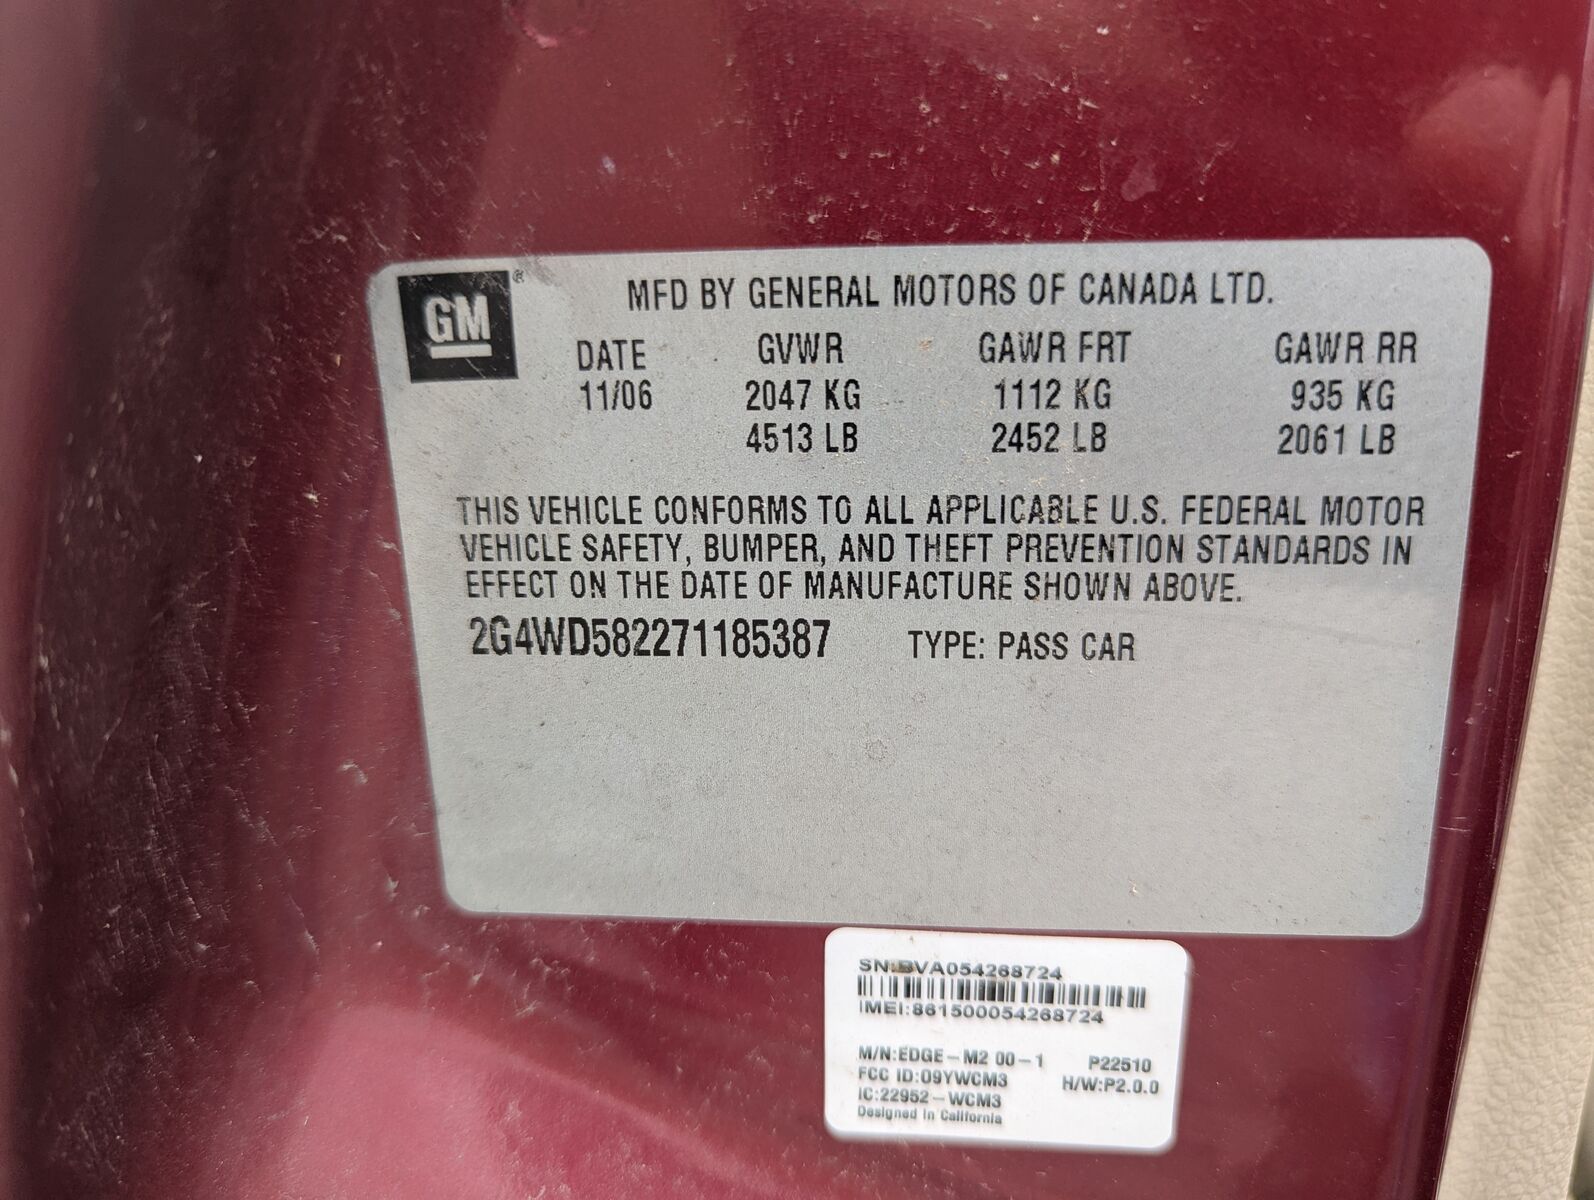 GM®
MFD BY GENERAL MOTORS OF CANADA LTD.
DATE GVWR GAWR FRT GAWR RR
11/06 2047 KG 1112 KG 935 KG
4513 LB 2452 LB 2061 LB
THIS VEHICLE CONFORMS TO ALL APPLICABLE U.S. FEDERAL MOTOR
VEHICLE SAFETY, BUMPER, AND THEFT PREVENTION STANDARDS IN
EFFECT ON THE DATE OF MANUFACTURE SHOWN ABOVE.
2G4WD582271185387 TYPE: PASS CAR
SN:BVA054268724
IMEI:861500054268724
M/N:EDGE-M2 00-1 P22510
FCC ID:O9YWCM3 H/W:P2.0.0
IC:22952-WCM3
Designed in California